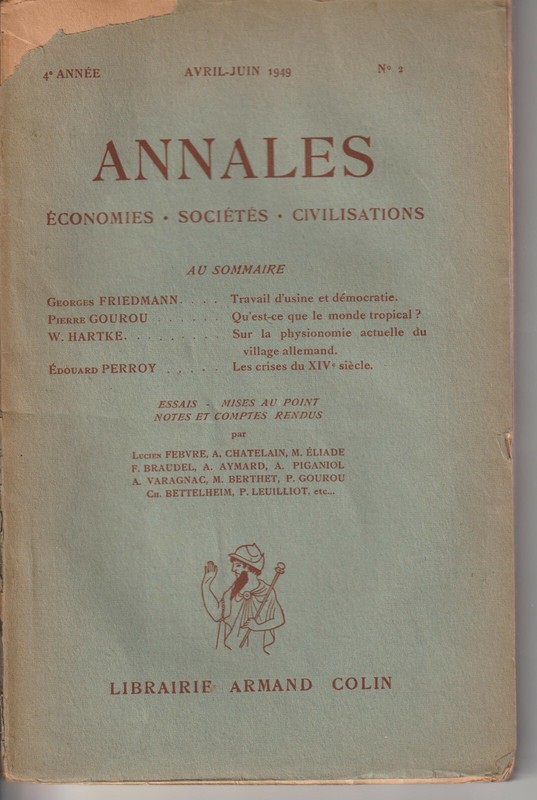 4e ANNÉE AVRIL-JUIN 1949 No 2
ANNALES
ÉCONOMIES • SOCIÉTÉS • CIVILISATIONS
AU SOMMAIRE
GEORGES FRIEDMANN. . . . Travail d'usine et démocratie.
PIERRE GOUROU . . . . . . Qu'est-ce que le monde tropical ?
W. HARTKE. . . . . . . . . Sur la physionomie actuelle du
village allemand.
ÉDOUARD PERROY . . . . . Les crises du XIVe siècle.
ESSAIS - MISES AU POINT
NOTES ET COMPTES RENDUS
par
LUCIEN FEBVRE, A. CHATELAIN, M. ÉLIADE
F. BRAUDEL, A. AYMARD, A. PIGANIOL
A. VARAGNAC, M. BERTHET, P. GOUROU
CH. BETTELHEIM, P. LEUILLIOT, etc...
LIBRAIRIE ARMAND COLIN